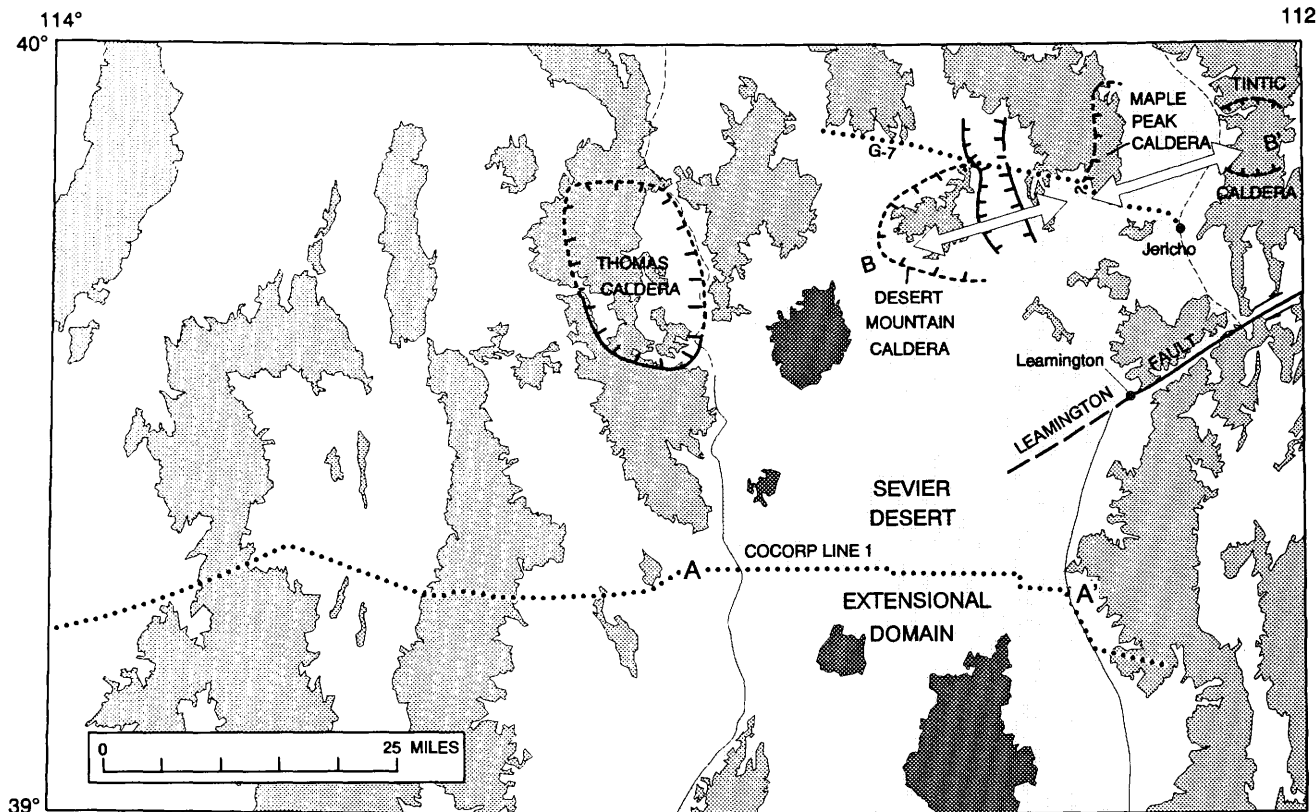 114°
112
40°
TINTIC
MAPLE
PEAK
CALDERA
B'
G-7
CALDERA
Jericho
THOMAS
CALDERA
B
DESERT
MOUNTAIN
CALDERA
Leamington
LEAMINGTON FAULT
SEVIER
DESERT
COCORP LINE 1
A
A'
EXTENSIONAL
DOMAIN
0 25 MILES
39°